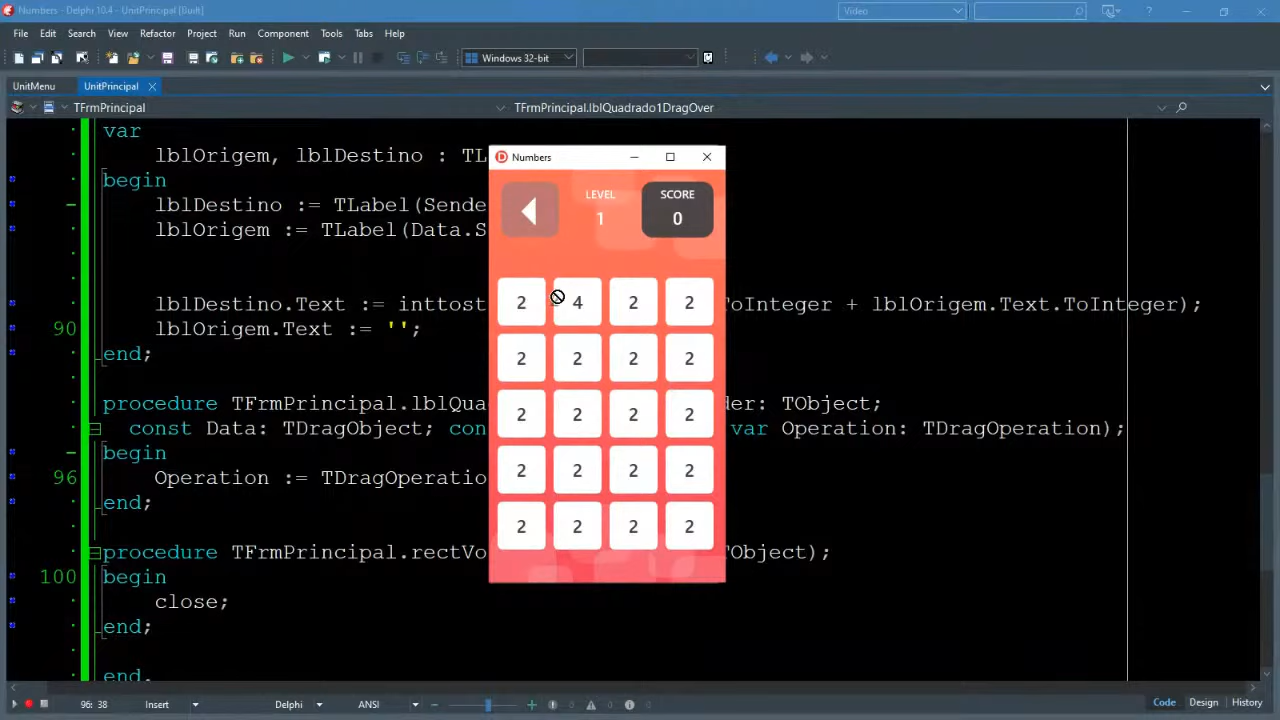 Numbers - Delphi 10.4 - UnitPrincipal [Built]
Video
File Edit Search View Refactor Project Run Component Tools Tabs Help
Windows 32-bit
UnitMenu UnitPrincipal
TFrmPrincipal TFrmPrincipal.lblQuadrado1DragOver
var
lblOrigem, lblDestino : TL
begin
lblDestino := TLabel(Sende
lblOrigem := TLabel(Data.S
lblDestino.Text := inttost ToInteger + lblOrigem.Text.ToInteger);
90 lblOrigem.Text := '';
end;
procedure TFrmPrincipal.lblQua der: TObject;
const Data: TDragObject; con var Operation: TDragOperation);
begin
96 Operation := TDragOperatio
end;
procedure TFrmPrincipal.rectVo TObject);
100 begin
close;
end;
end.
Numbers
LEVEL SCORE
1 0
2 4 2 2
2 2 2 2
2 2 2 2
2 2 2 2
2 2 2 2
96: 38 Insert Delphi ANSI Code Design History